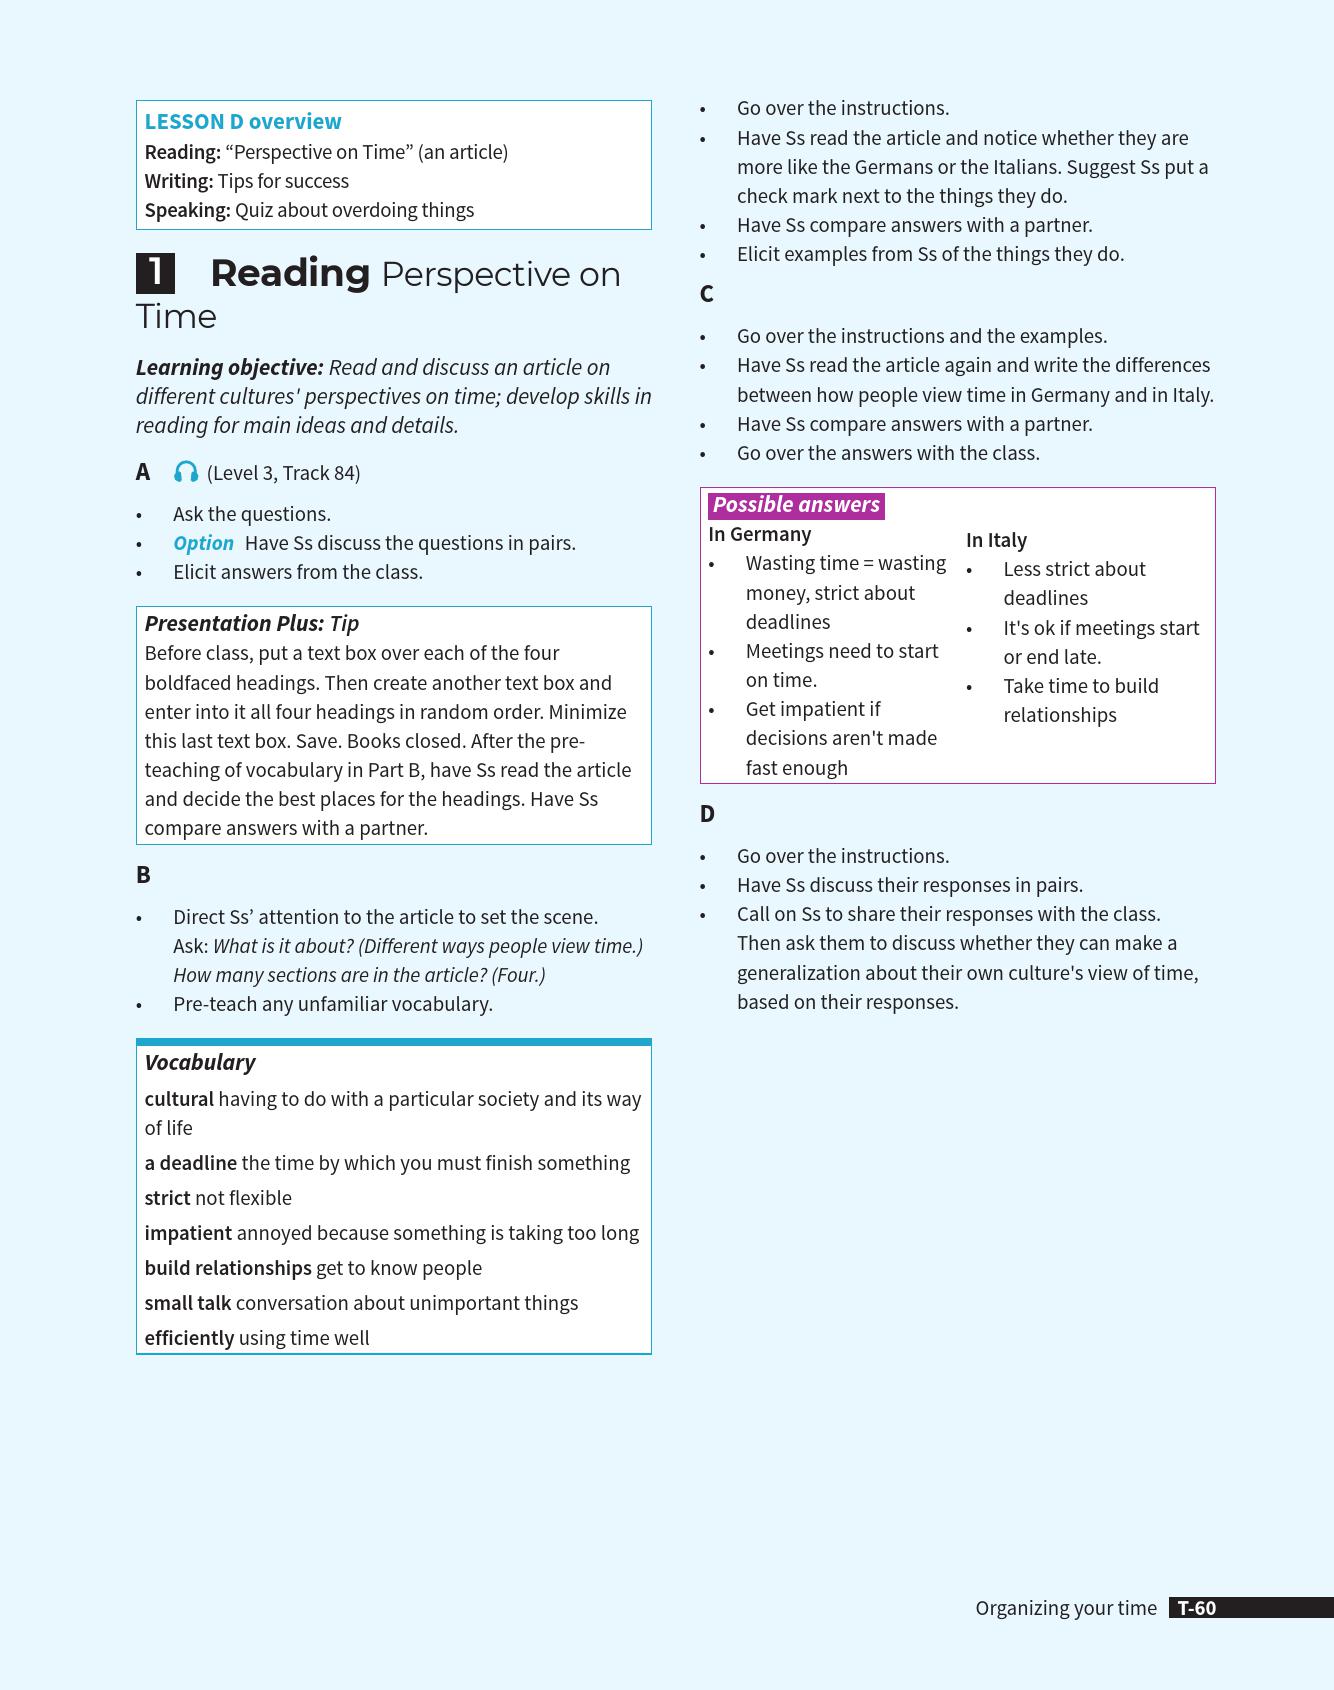 LESSON D overview
Reading: “Perspective on Time” (an article)
Writing: Tips for success
Speaking: Quiz about overdoing things
1 Reading Perspective on
Time
Learning objective: Read and discuss an article on
different cultures' perspectives on time; develop skills in
reading for main ideas and details.
A (Level 3, Track 84)
• Ask the questions.
• Option Have Ss discuss the questions in pairs.
• Elicit answers from the class.
Presentation Plus: Tip
Before class, put a text box over each of the four
boldfaced headings. Then create another text box and
enter into it all four headings in random order. Minimize
this last text box. Save. Books closed. After the pre-
teaching of vocabulary in Part B, have Ss read the article
and decide the best places for the headings. Have Ss
compare answers with a partner.
B
• Direct Ss’ attention to the article to set the scene.
Ask: What is it about? (Different ways people view time.)
How many sections are in the article? (Four.)
• Pre-teach any unfamiliar vocabulary.
Vocabulary
cultural having to do with a particular society and its way
of life
a deadline the time by which you must finish something
strict not flexible
impatient annoyed because something is taking too long
build relationships get to know people
small talk conversation about unimportant things
efficiently using time well
• Go over the instructions.
• Have Ss read the article and notice whether they are
more like the Germans or the Italians. Suggest Ss put a
check mark next to the things they do.
• Have Ss compare answers with a partner.
• Elicit examples from Ss of the things they do.
C
• Go over the instructions and the examples.
• Have Ss read the article again and write the differences
between how people view time in Germany and in Italy.
• Have Ss compare answers with a partner.
• Go over the answers with the class.
Possible answers
In Germany
• Wasting time = wasting
money, strict about
deadlines
• Meetings need to start
on time.
• Get impatient if
decisions aren't made
fast enough
In Italy
• Less strict about
deadlines
• It's ok if meetings start
or end late.
• Take time to build
relationships
D
• Go over the instructions.
• Have Ss discuss their responses in pairs.
• Call on Ss to share their responses with the class.
Then ask them to discuss whether they can make a
generalization about their own culture's view of time,
based on their responses.
Organizing your time T-60